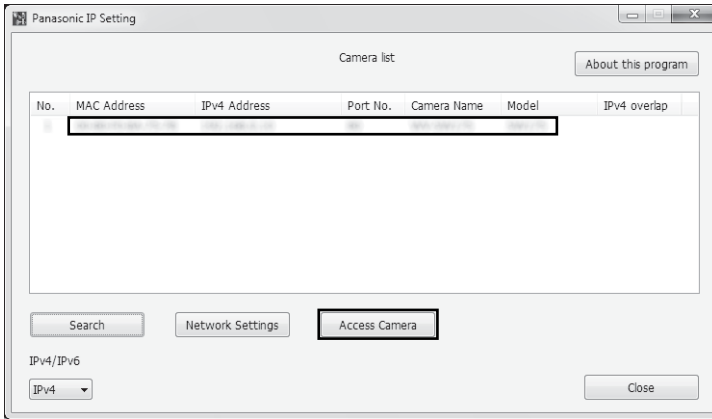 Panasonic IP Setting
Camera list
About this program
No. MAC Address IPv4 Address Port No. Camera Name Model IPv4 overlap
Search Network Settings Access Camera
IPv4/IPv6
IPv4
Close